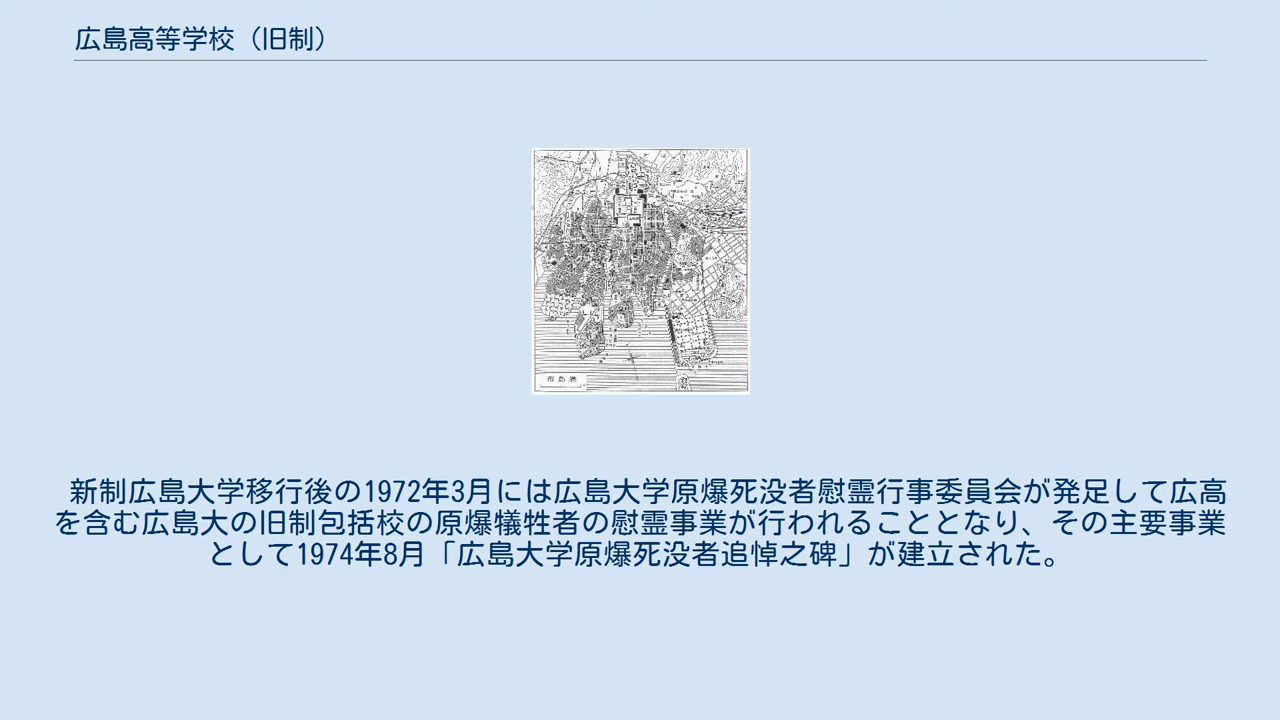 広島高等学校（旧制）
市島廣
新制広島大学移行後の1972年3月には広島大学原爆死没者慰霊行事委員会が発足して広高
を含む広島大の旧制包括校の原爆犠牲者の慰霊事業が行われることとなり、その主要事業
として1974年8月「広島大学原爆死没者追悼之碑」が建立された。